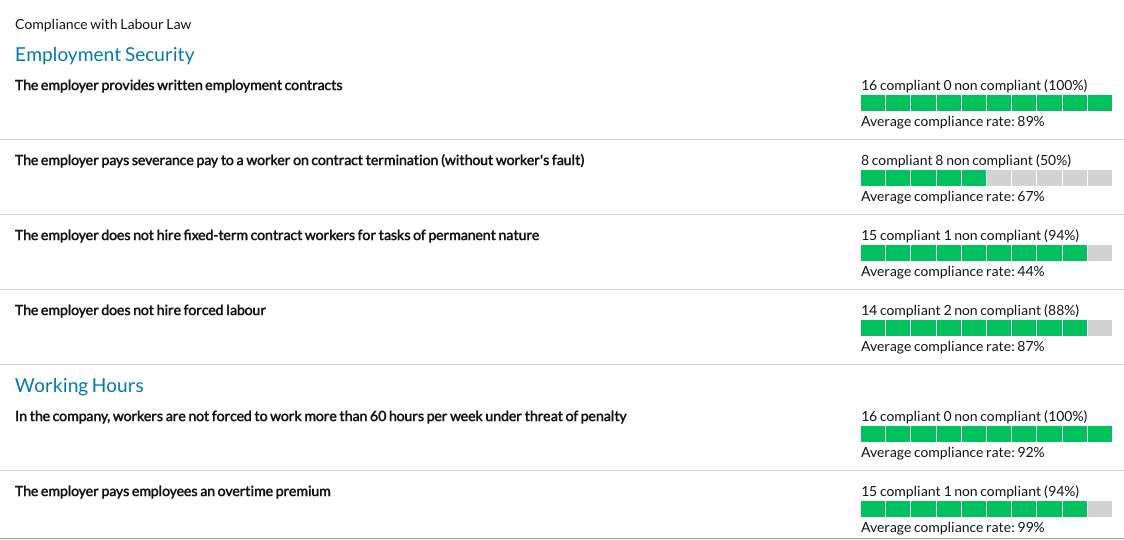 Compliance with Labour Law
Employment Security
The employer provides written employment contracts
16 compliant 0 non compliant (100%)
Average compliance rate: 89%
The employer pays severance pay to a worker on contract termination (without worker's fault)
8 compliant 8 non compliant (50%)
Average compliance rate: 67%
The employer does not hire fixed-term contract workers for tasks of permanent nature
15 compliant 1 non compliant (94%)
Average compliance rate: 44%
The employer does not hire forced labour
14 compliant 2 non compliant (88%)
Average compliance rate: 87%
Working Hours
In the company, workers are not forced to work more than 60 hours per week under threat of penalty
16 compliant 0 non compliant (100%)
Average compliance rate: 92%
The employer pays employees an overtime premium
15 compliant 1 non compliant (94%)
Average compliance rate: 99%